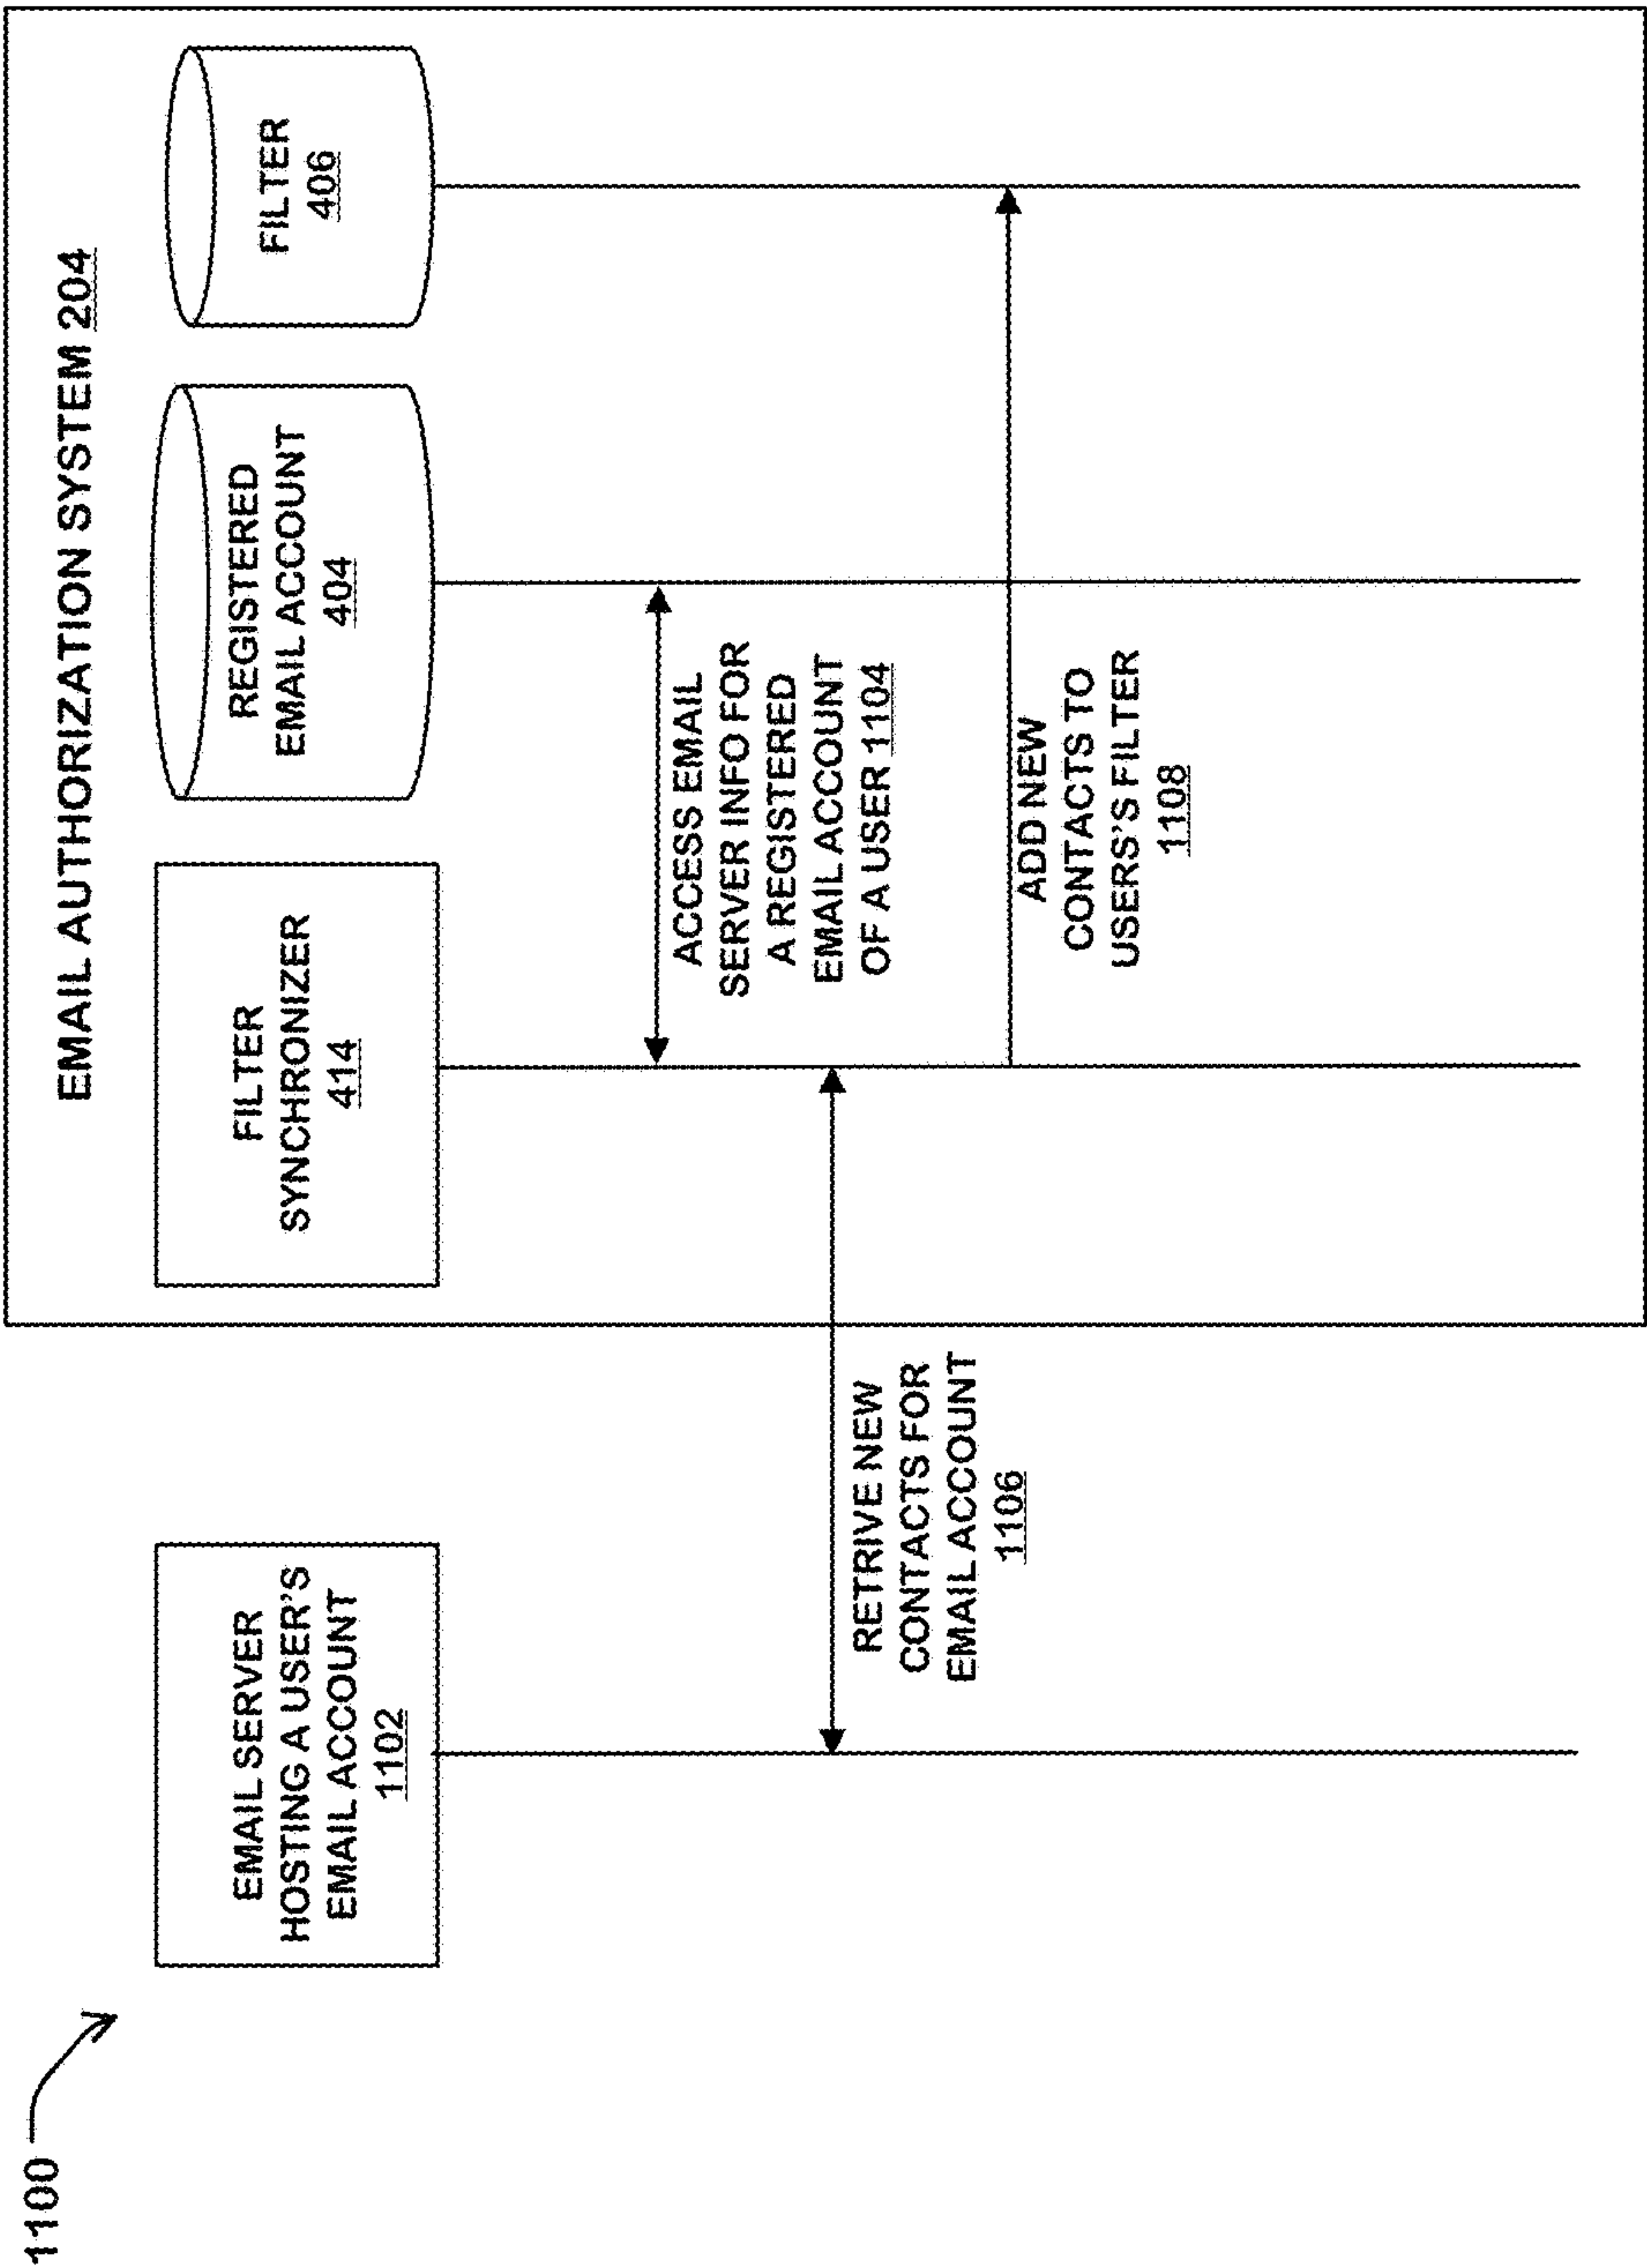 1100
EMAIL AUTHORIZATION SYSTEM 204
EMAIL SERVER
HOSTING A USER'S
EMAIL ACCOUNT
1102
FILTER
SYNCHRONIZER
414
REGISTERED
EMAIL ACCOUNT
404
FILTER
406
ACCESS EMAIL
SERVER INFO FOR
A REGISTERED
EMAIL ACCOUNT
OF A USER 1104
RETRIVE NEW
CONTACTS FOR
EMAIL ACCOUNT
1106
ADD NEW
CONTACTS TO
USERS'S FILTER
1108